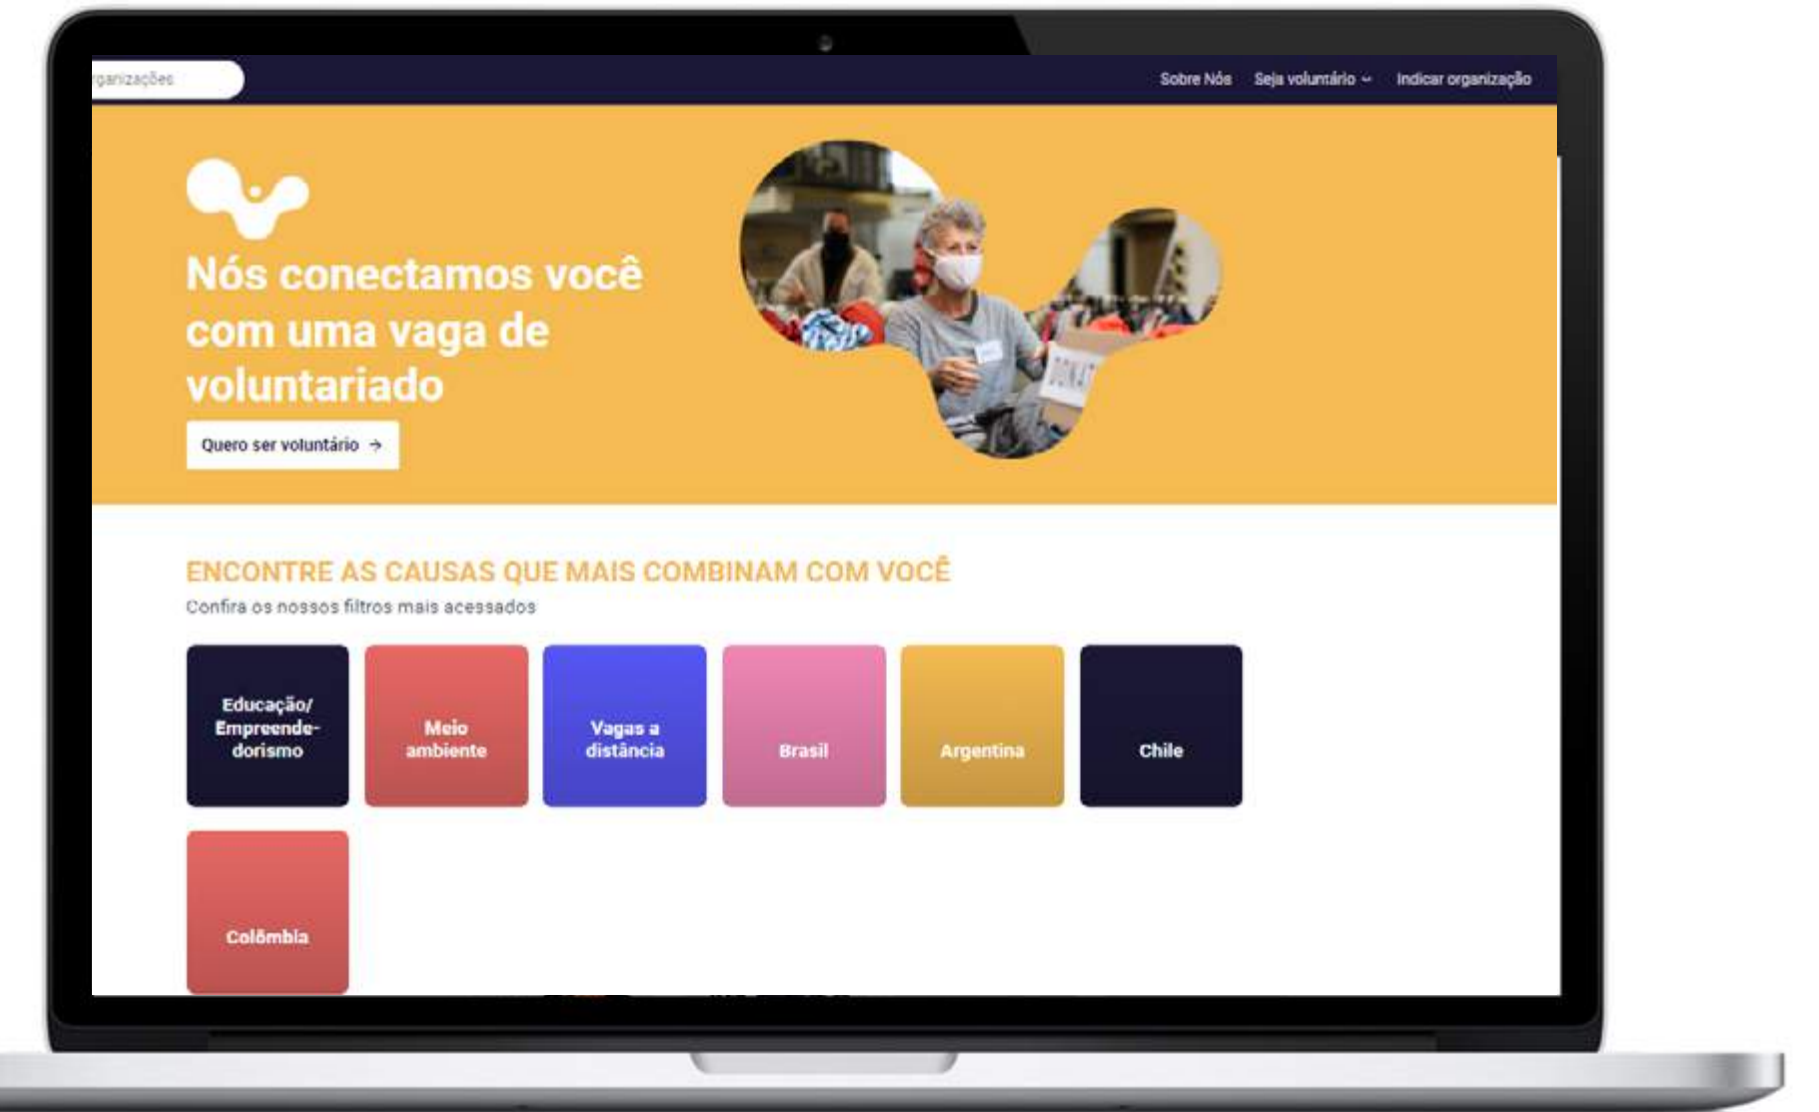 rganizações
Sobre Nós Seja voluntário Indicar organização
Nós conectamos você
com uma vaga de
voluntariado
Quero ser voluntário →
ENCONTRE AS CAUSAS QUE MAIS COMBINAM COM VOCÊ
Confira os nossos filtros mais acessados
Educação/
Empreende-
dorismo
Meio
ambiente
Vagas a
distância
Brasil
Argentina
Chile
Colômbia